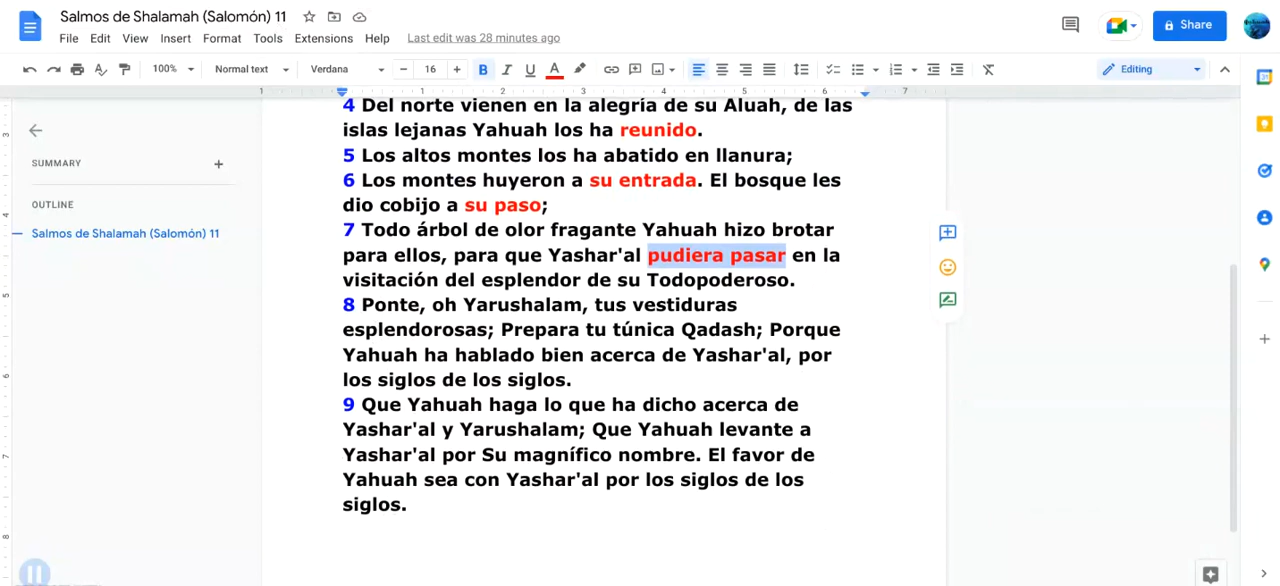 Salmos de Shalamah (Salomón) 11
File Edit View Insert Format Tools Extensions Help Last edit was 28 minutes ago
Share
100% Normal text Verdana 16 B I U A Editing
1 1 2 3 4 5 6 7
SUMMARY
OUTLINE
Salmos de Shalamah (Salomón) 11
4 Del norte vienen en la alegría de su Aluah, de las
islas lejanas Yahuah los ha reunido.
5 Los altos montes los ha abatido en llanura;
6 Los montes huyeron a su entrada. El bosque les
dio cobijo a su paso;
7 Todo árbol de olor fragante Yahuah hizo brotar
para ellos, para que Yashar'al pudiera pasar en la
visitación del esplendor de su Todopoderoso.
8 Ponte, oh Yarushalam, tus vestiduras
esplendorosas; Prepara tu túnica Qadash; Porque
Yahuah ha hablado bien acerca de Yashar'al, por
los siglos de los siglos.
9 Que Yahuah haga lo que ha dicho acerca de
Yashar'al y Yarushalam; Que Yahuah levante a
Yashar'al por Su magnífico nombre. El favor de
Yahuah sea con Yashar'al por los siglos de los
siglos.